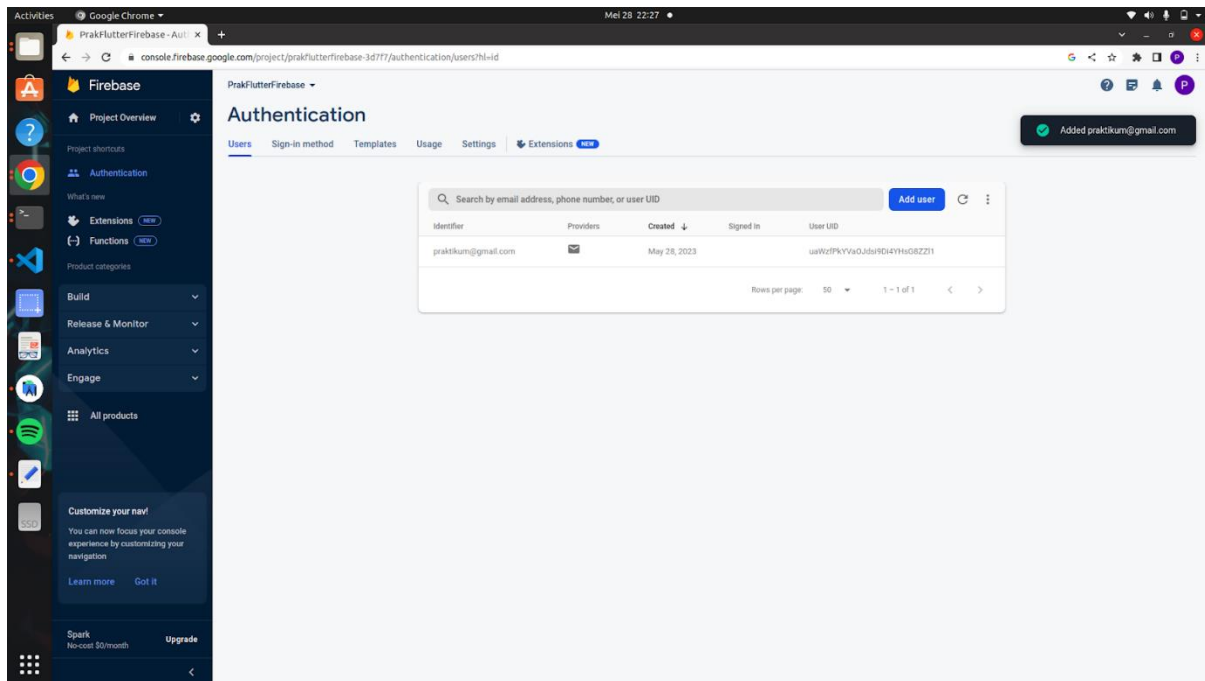 Activities
Google Chrome
Mei 28 22:27
PrakFlutterFirebase - Auth
console.firebase.google.com/project/prakflutterfirebase-3d7f7/authentication/users?hl=id
Firebase
Project Overview
Project shortcuts
Authentication
What's new
Extensions NEW
Functions NEW
Product categories
Build
Release & Monitor
Analytics
Engage
All products
Customize your nav!
You can now focus your console
experience by customizing your
navigation
Learn more Got it
Spark
No-cost $0/month
Upgrade
PrakFlutterFirebase
P
P
Authentication
Users Sign-in method Templates Usage Settings Extensions NEW
Added praktikum@gmail.com
Search by email address, phone number, or user UID
Add user
Identifier Providers Created Signed In User UID
praktikum@gmail.com May 28, 2023
Rows per page: 50 1 – 1 of 1
SSD